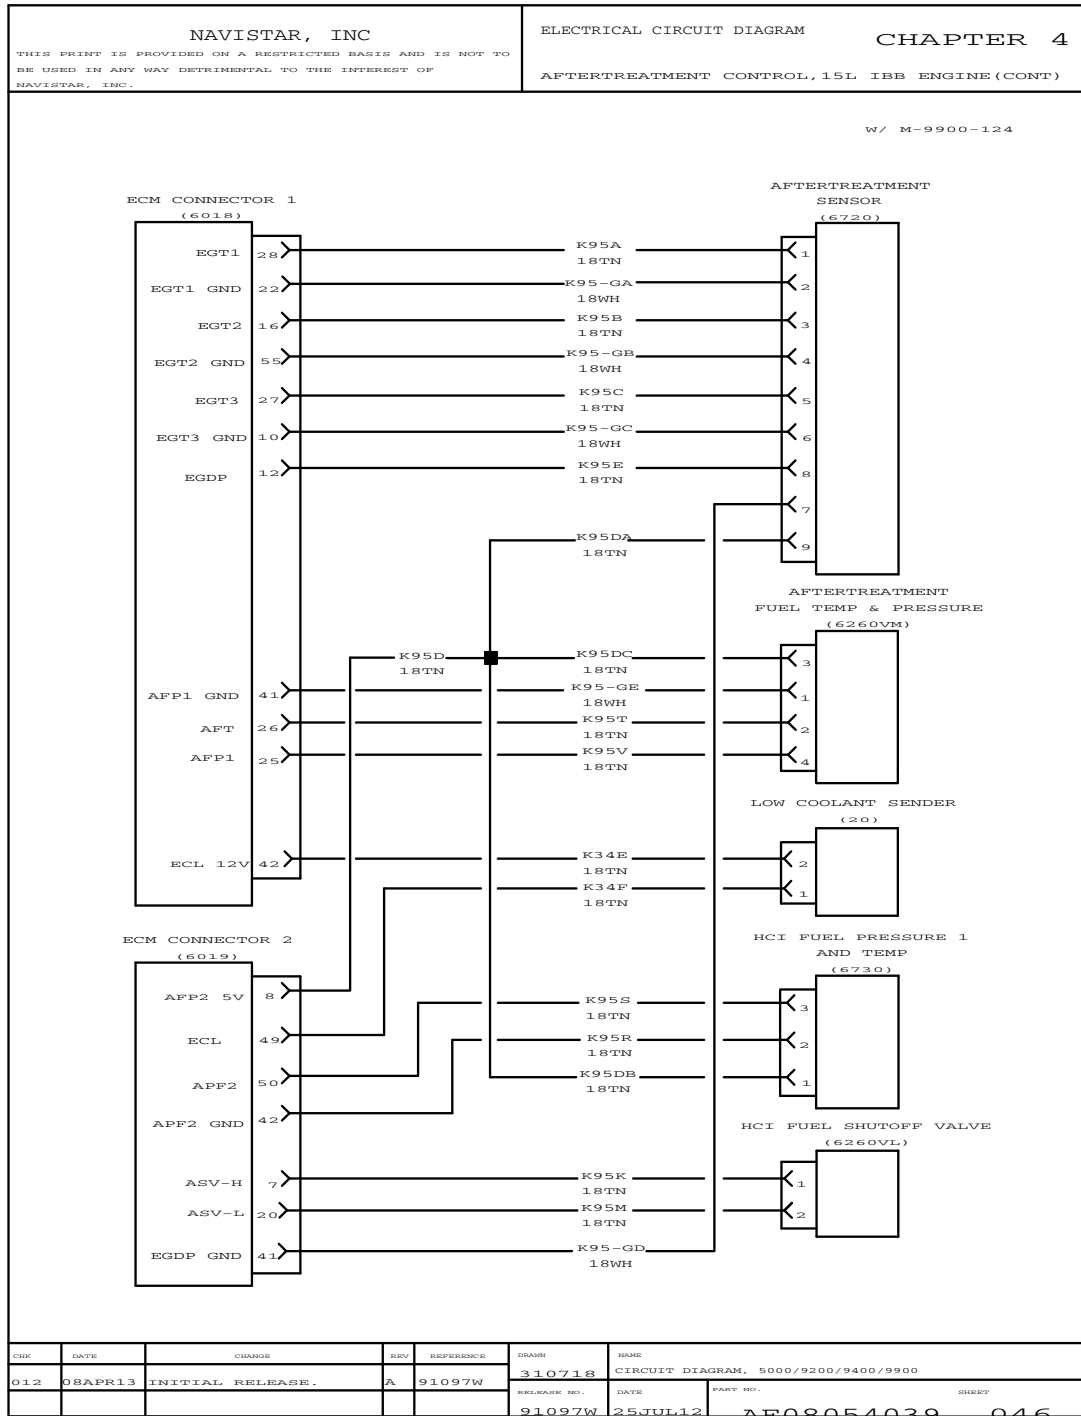 NAVISTAR, INC
THIS PRINT IS PROVIDED ON A RESTRICTED BASIS AND IS NOT TO
BE USED IN ANY WAY DETRIMENTAL TO THE INTEREST OF
NAVISTAR, INC.
ELECTRICAL CIRCUIT DIAGRAM
CHAPTER 4
AFTERTREATMENT CONTROL,15L IBB ENGINE(CONT)
W/ M-9900-124
ECM CONNECTOR 1
(6018)
AFTERTREATMENT
SENSOR
(6720)
EGT1 28 K95A 1
18TN
EGT1 GND 22 K95-GA 2
18WH
EGT2 16 K95B 3
18TN
EGT2 GND 55 K95-GB 4
18WH
EGT3 27 K95C 5
18TN
EGT3 GND 10 K95-GC 6
18WH
EGDP 12 K95E 8
18TN
7
K95DA 9
18TN
AFTERTREATMENT
FUEL TEMP & PRESSURE
(6260VM)
K95D K95DC 3
18TN 18TN
AFP1 GND 41 K95-GE 1
18WH
AFT 26 K95T 2
18TN
AFP1 25 K95V 4
18TN
LOW COOLANT SENDER
(20)
ECL 12V 42 K34E 2
18TN
K34F 1
18TN
ECM CONNECTOR 2
(6019)
HCI FUEL PRESSURE 1
AND TEMP
(6730)
AFP2 5V 8 K95S 3
18TN
ECL 49 K95R 2
18TN
APF2 50 K95DB 1
18TN
APF2 GND 42
HCI FUEL SHUTOFF VALVE
(6260VL)
ASV-H 7 K95K 1
18TN
ASV-L 20 K95M 2
18TN
EGDP GND 41 K95-GD
18WH
CHK DATE CHANGE REV REFERENCE
012 08APR13 INITIAL RELEASE. A 91097W
DRAWN
310718
NAME
CIRCUIT DIAGRAM, 5000/9200/9400/9900
RELEASE NO.
91097W
DATE
25JUL12
PART NO.
AF08054039
SHEET
046